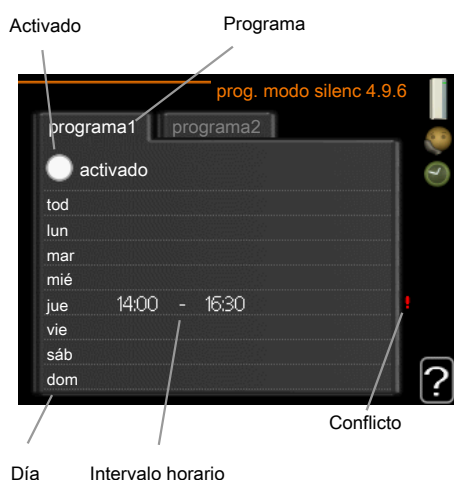 Activado
Programa
prog. modo silenc 4.9.6
programa1
programa2
activado
tod
lun
mar
mié
jue 14:00 - 16:30 !
vie
sáb
dom
?
Conflicto
Día
Intervalo horario